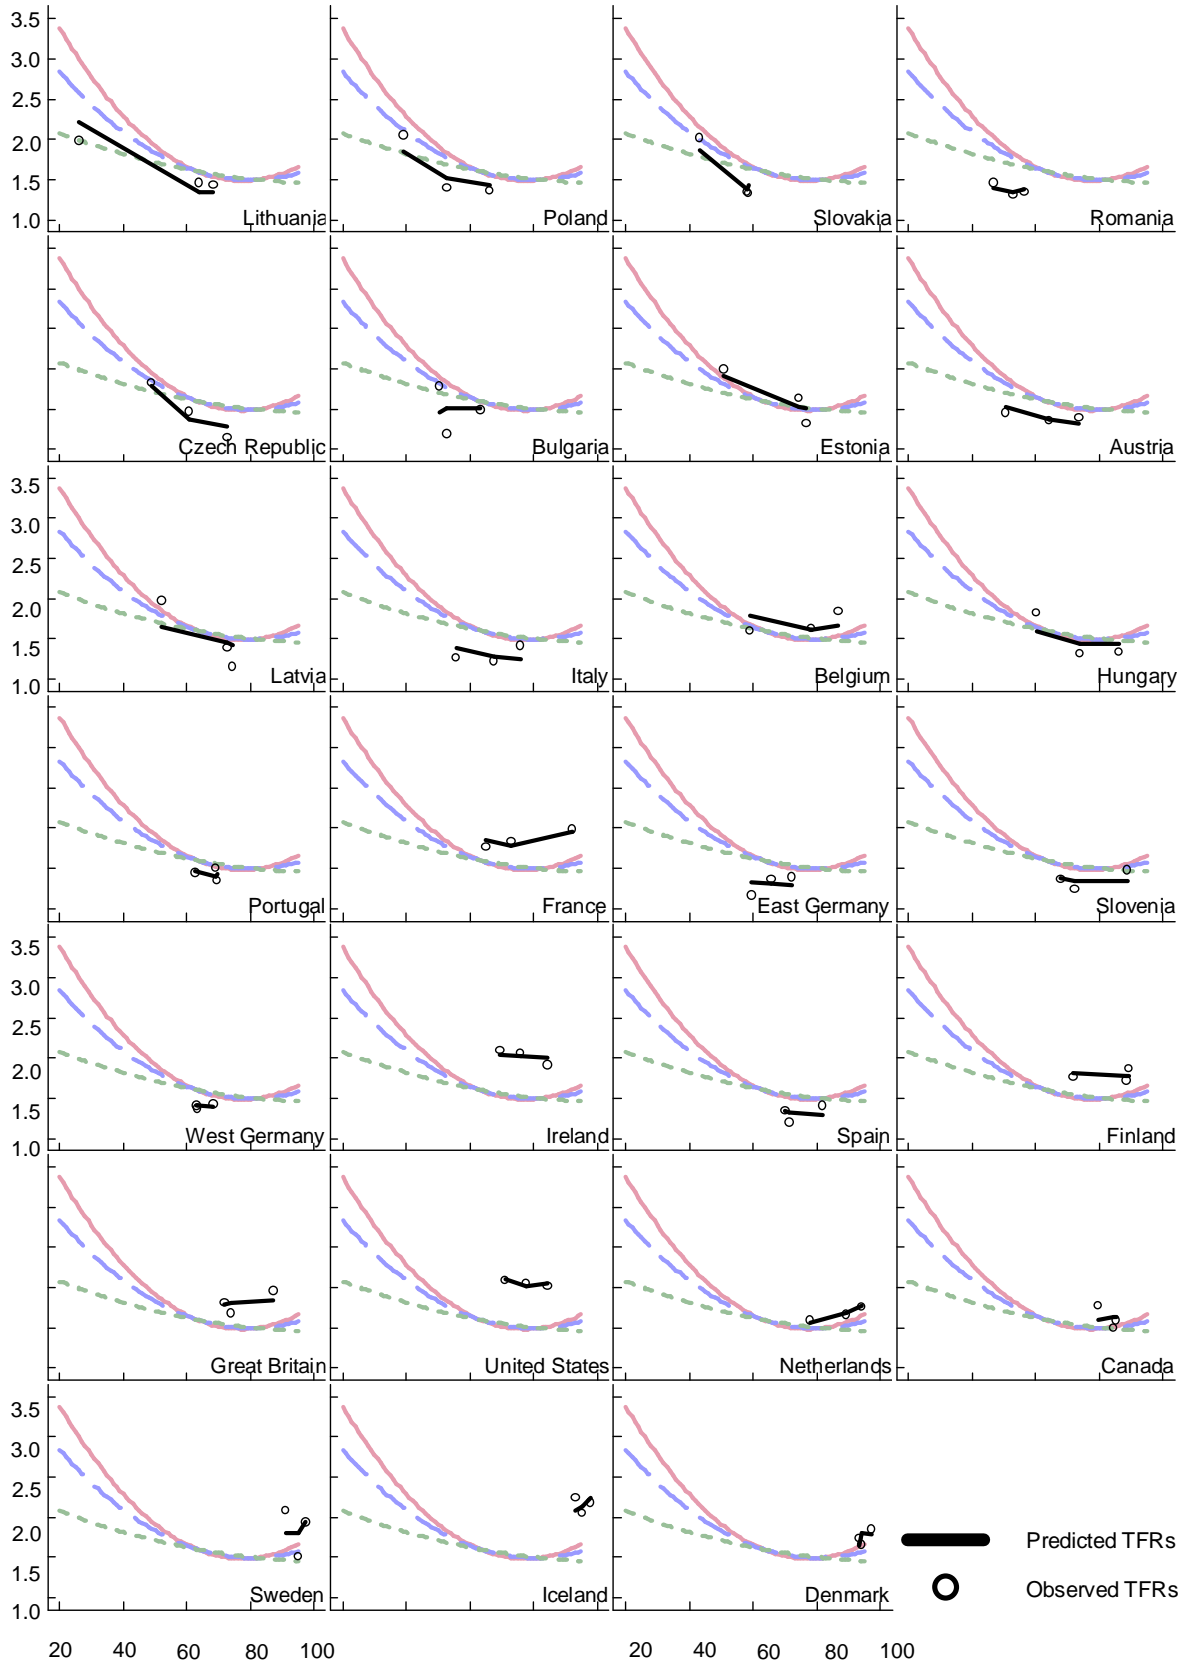 3.5
3.0
2.5
2.0
1.5
1.0
Lithuania Poland Slovakia Romania
Czech Republic Bulgaria Estonia Austria
3.5
3.0
2.5
2.0
1.5
1.0
Latvia Italy Belgium Hungary
Portugal France East Germany Slovenia
3.5
3.0
2.5
2.0
1.5
1.0
West Germany Ireland Spain Finland
Great Britain United States Netherlands Canada
3.5
3.0
2.5
2.0
1.5
1.0
Sweden Iceland Denmark
Predicted TFRs
Observed TFRs
20 40 60 80 100 20 40 60 80 100